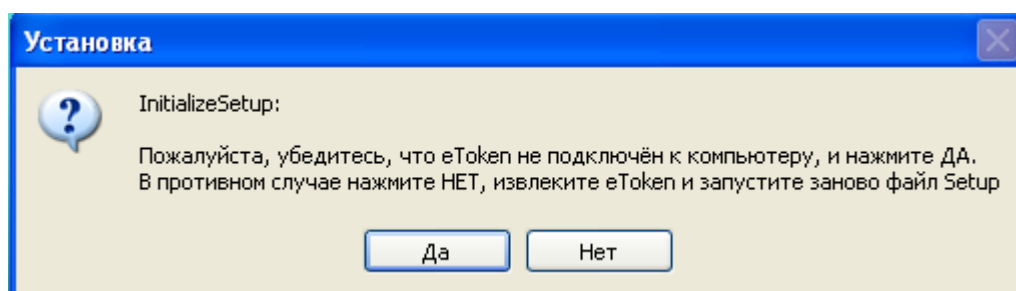 Установка
InitializeSetup:
Пожалуйста, убедитесь, что eToken не подключён к компьютеру, и нажмите ДА.
В противном случае нажмите НЕТ, извлеките eToken и запустите заново файл Setup
Да
Нет